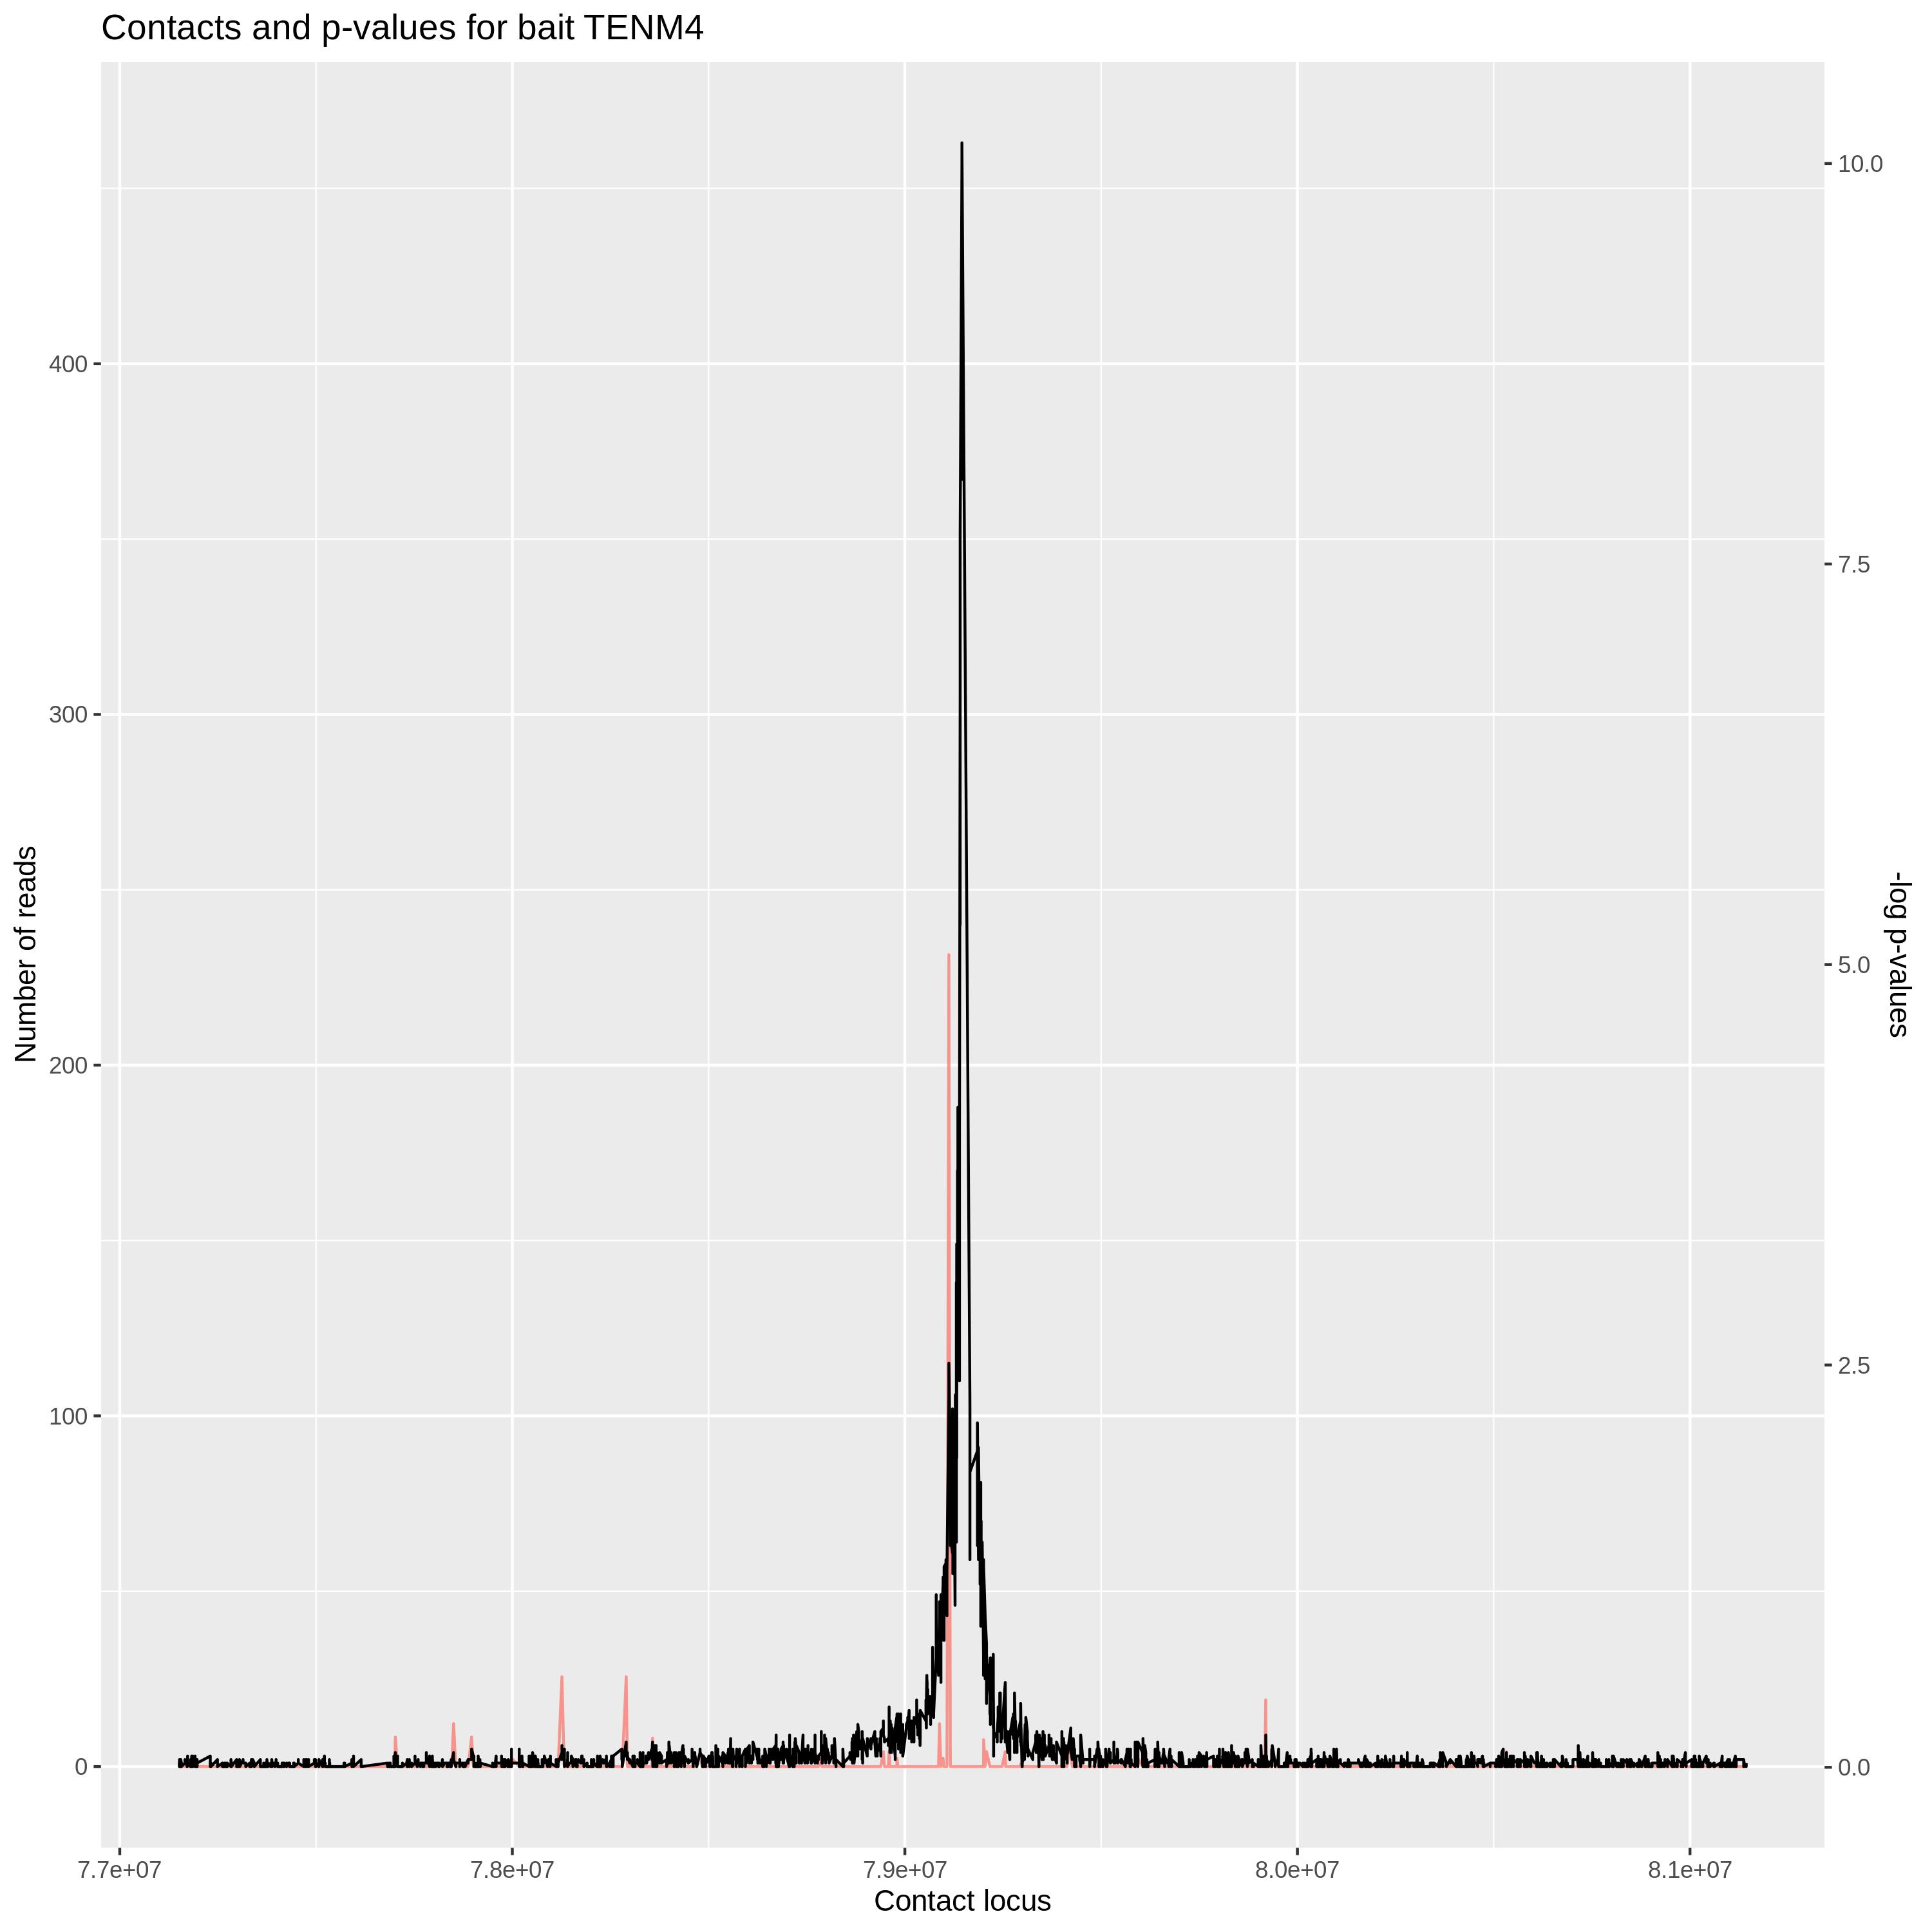 Contacts and p-values for bait TENM4
Number of reads
400
300
200
100
0
10.0
7.5
5.0
2.5
0.0
-log p-values
7.7e+07 7.8e+07 7.9e+07 8.0e+07 8.1e+07
Contact locus